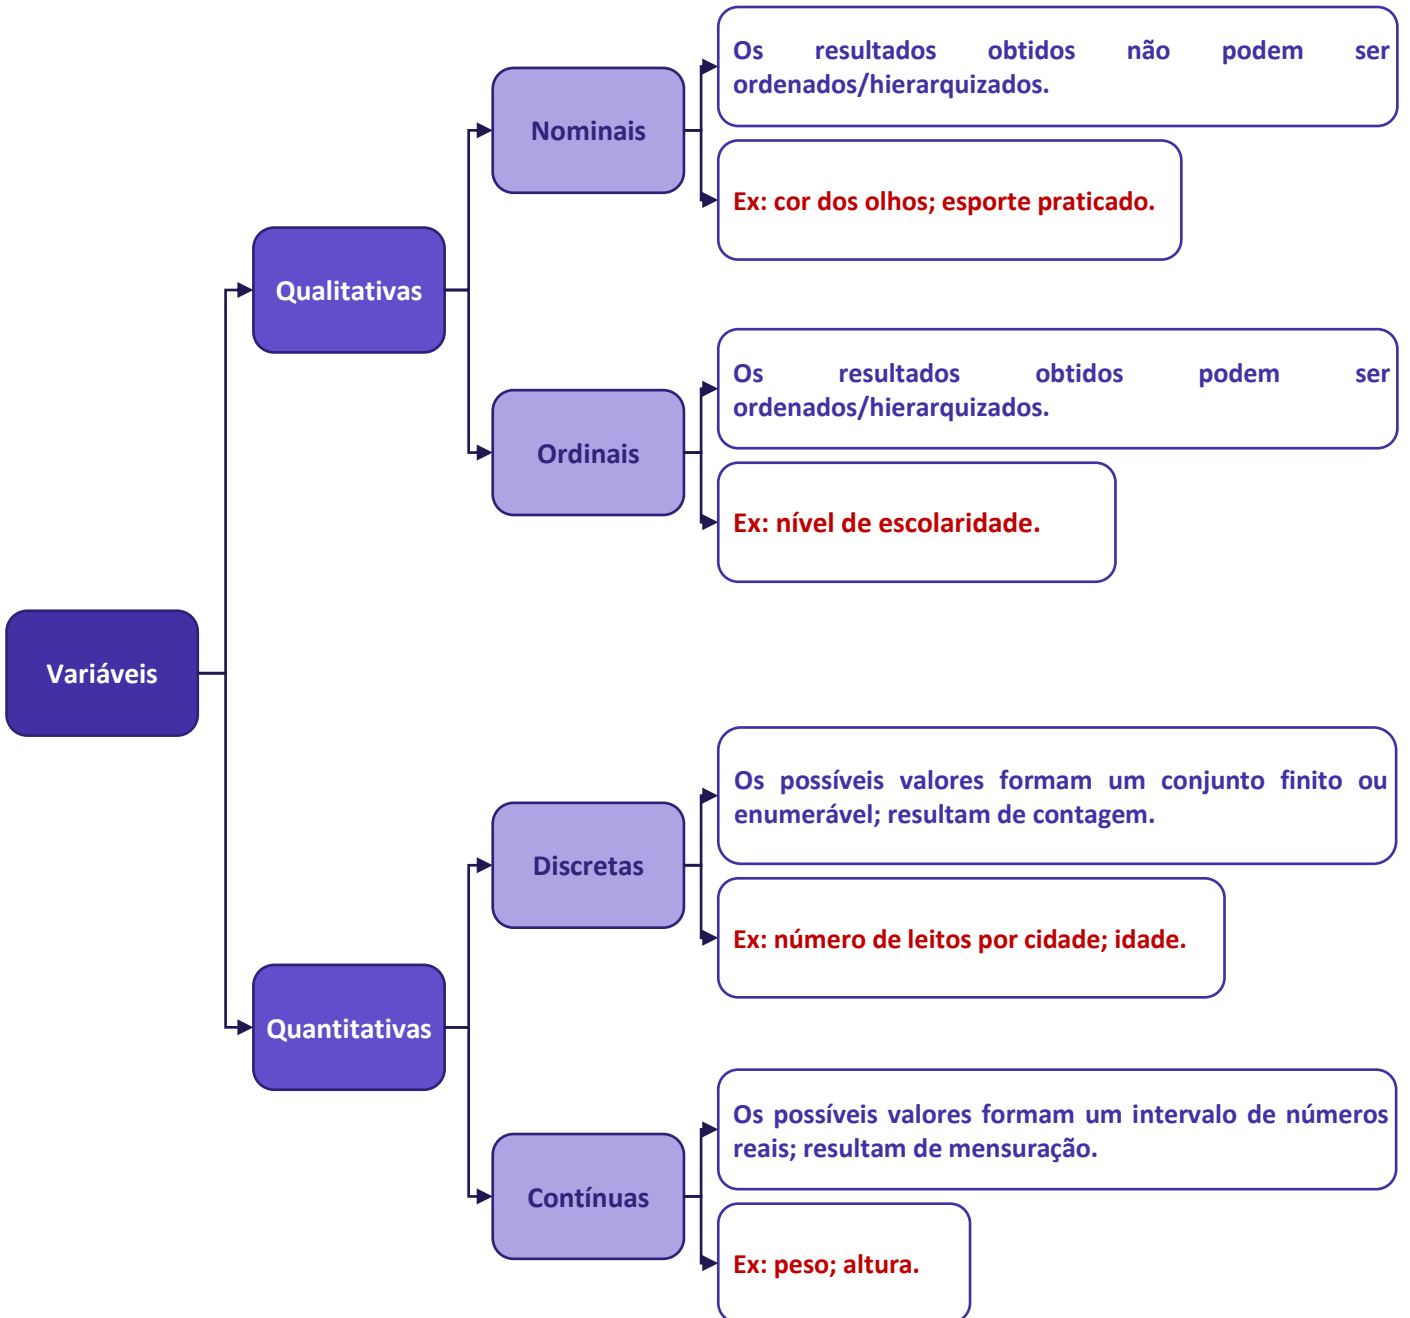 Os resultados obtidos não podem ser
ordenados/hierarquizados.
Nominais
Ex: cor dos olhos; esporte praticado.
Qualitativas
Os resultados obtidos podem ser
ordenados/hierarquizados.
Ordinais
Ex: nível de escolaridade.
Variáveis
Os possíveis valores formam um conjunto finito ou
enumerável; resultam de contagem.
Discretas
Ex: número de leitos por cidade; idade.
Quantitativas
Os possíveis valores formam um intervalo de números
reais; resultam de mensuração.
Contínuas
Ex: peso; altura.